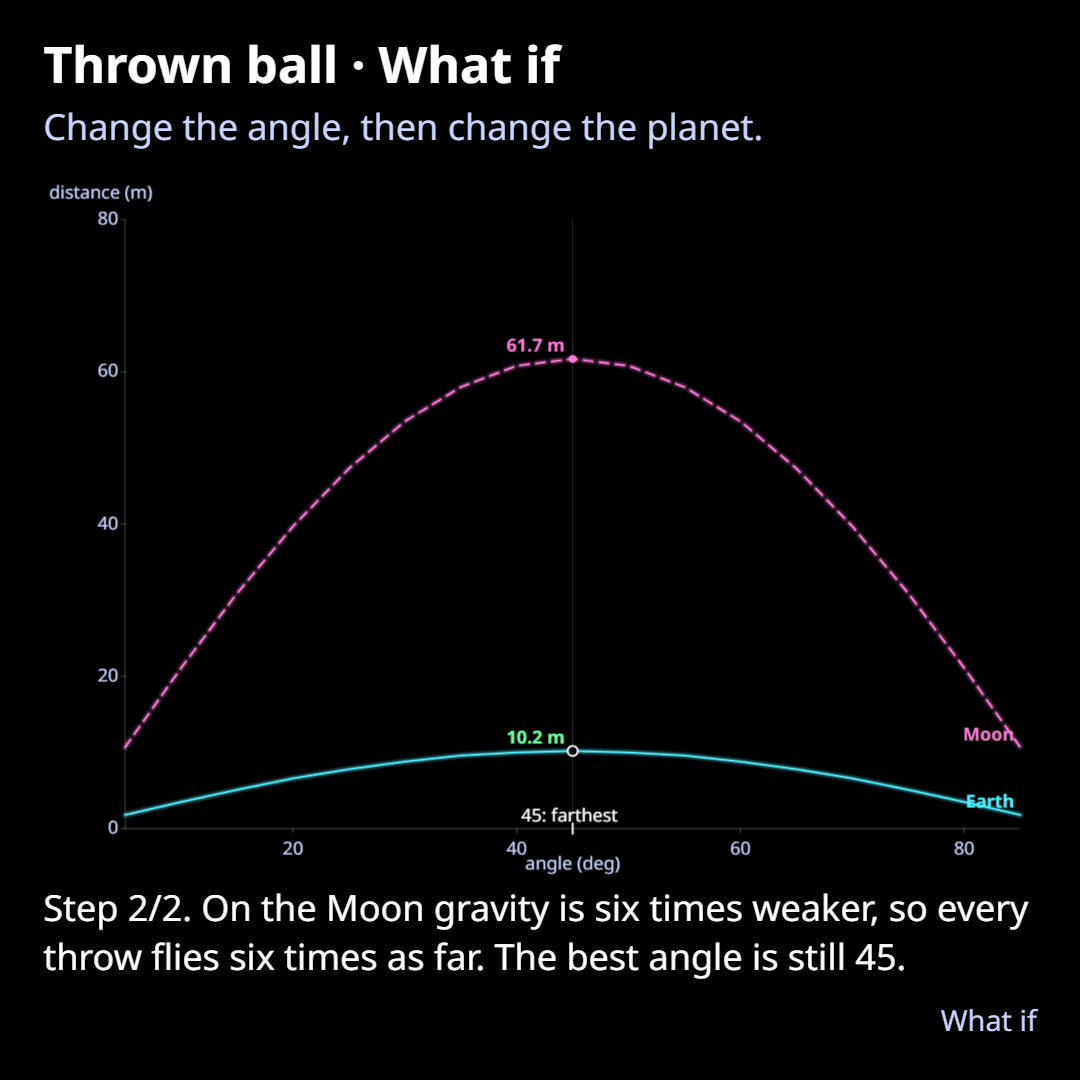 Thrown ball · What if
Change the angle, then change the planet.
distance (m)
80
61.7 m
60
40
20
Moon
10.2 m
Earth
45: farthest
0
20 40 60 80
angle (deg)
Step 2/2. On the Moon gravity is six times weaker, so every
throw flies six times as far. The best angle is still 45.
What if